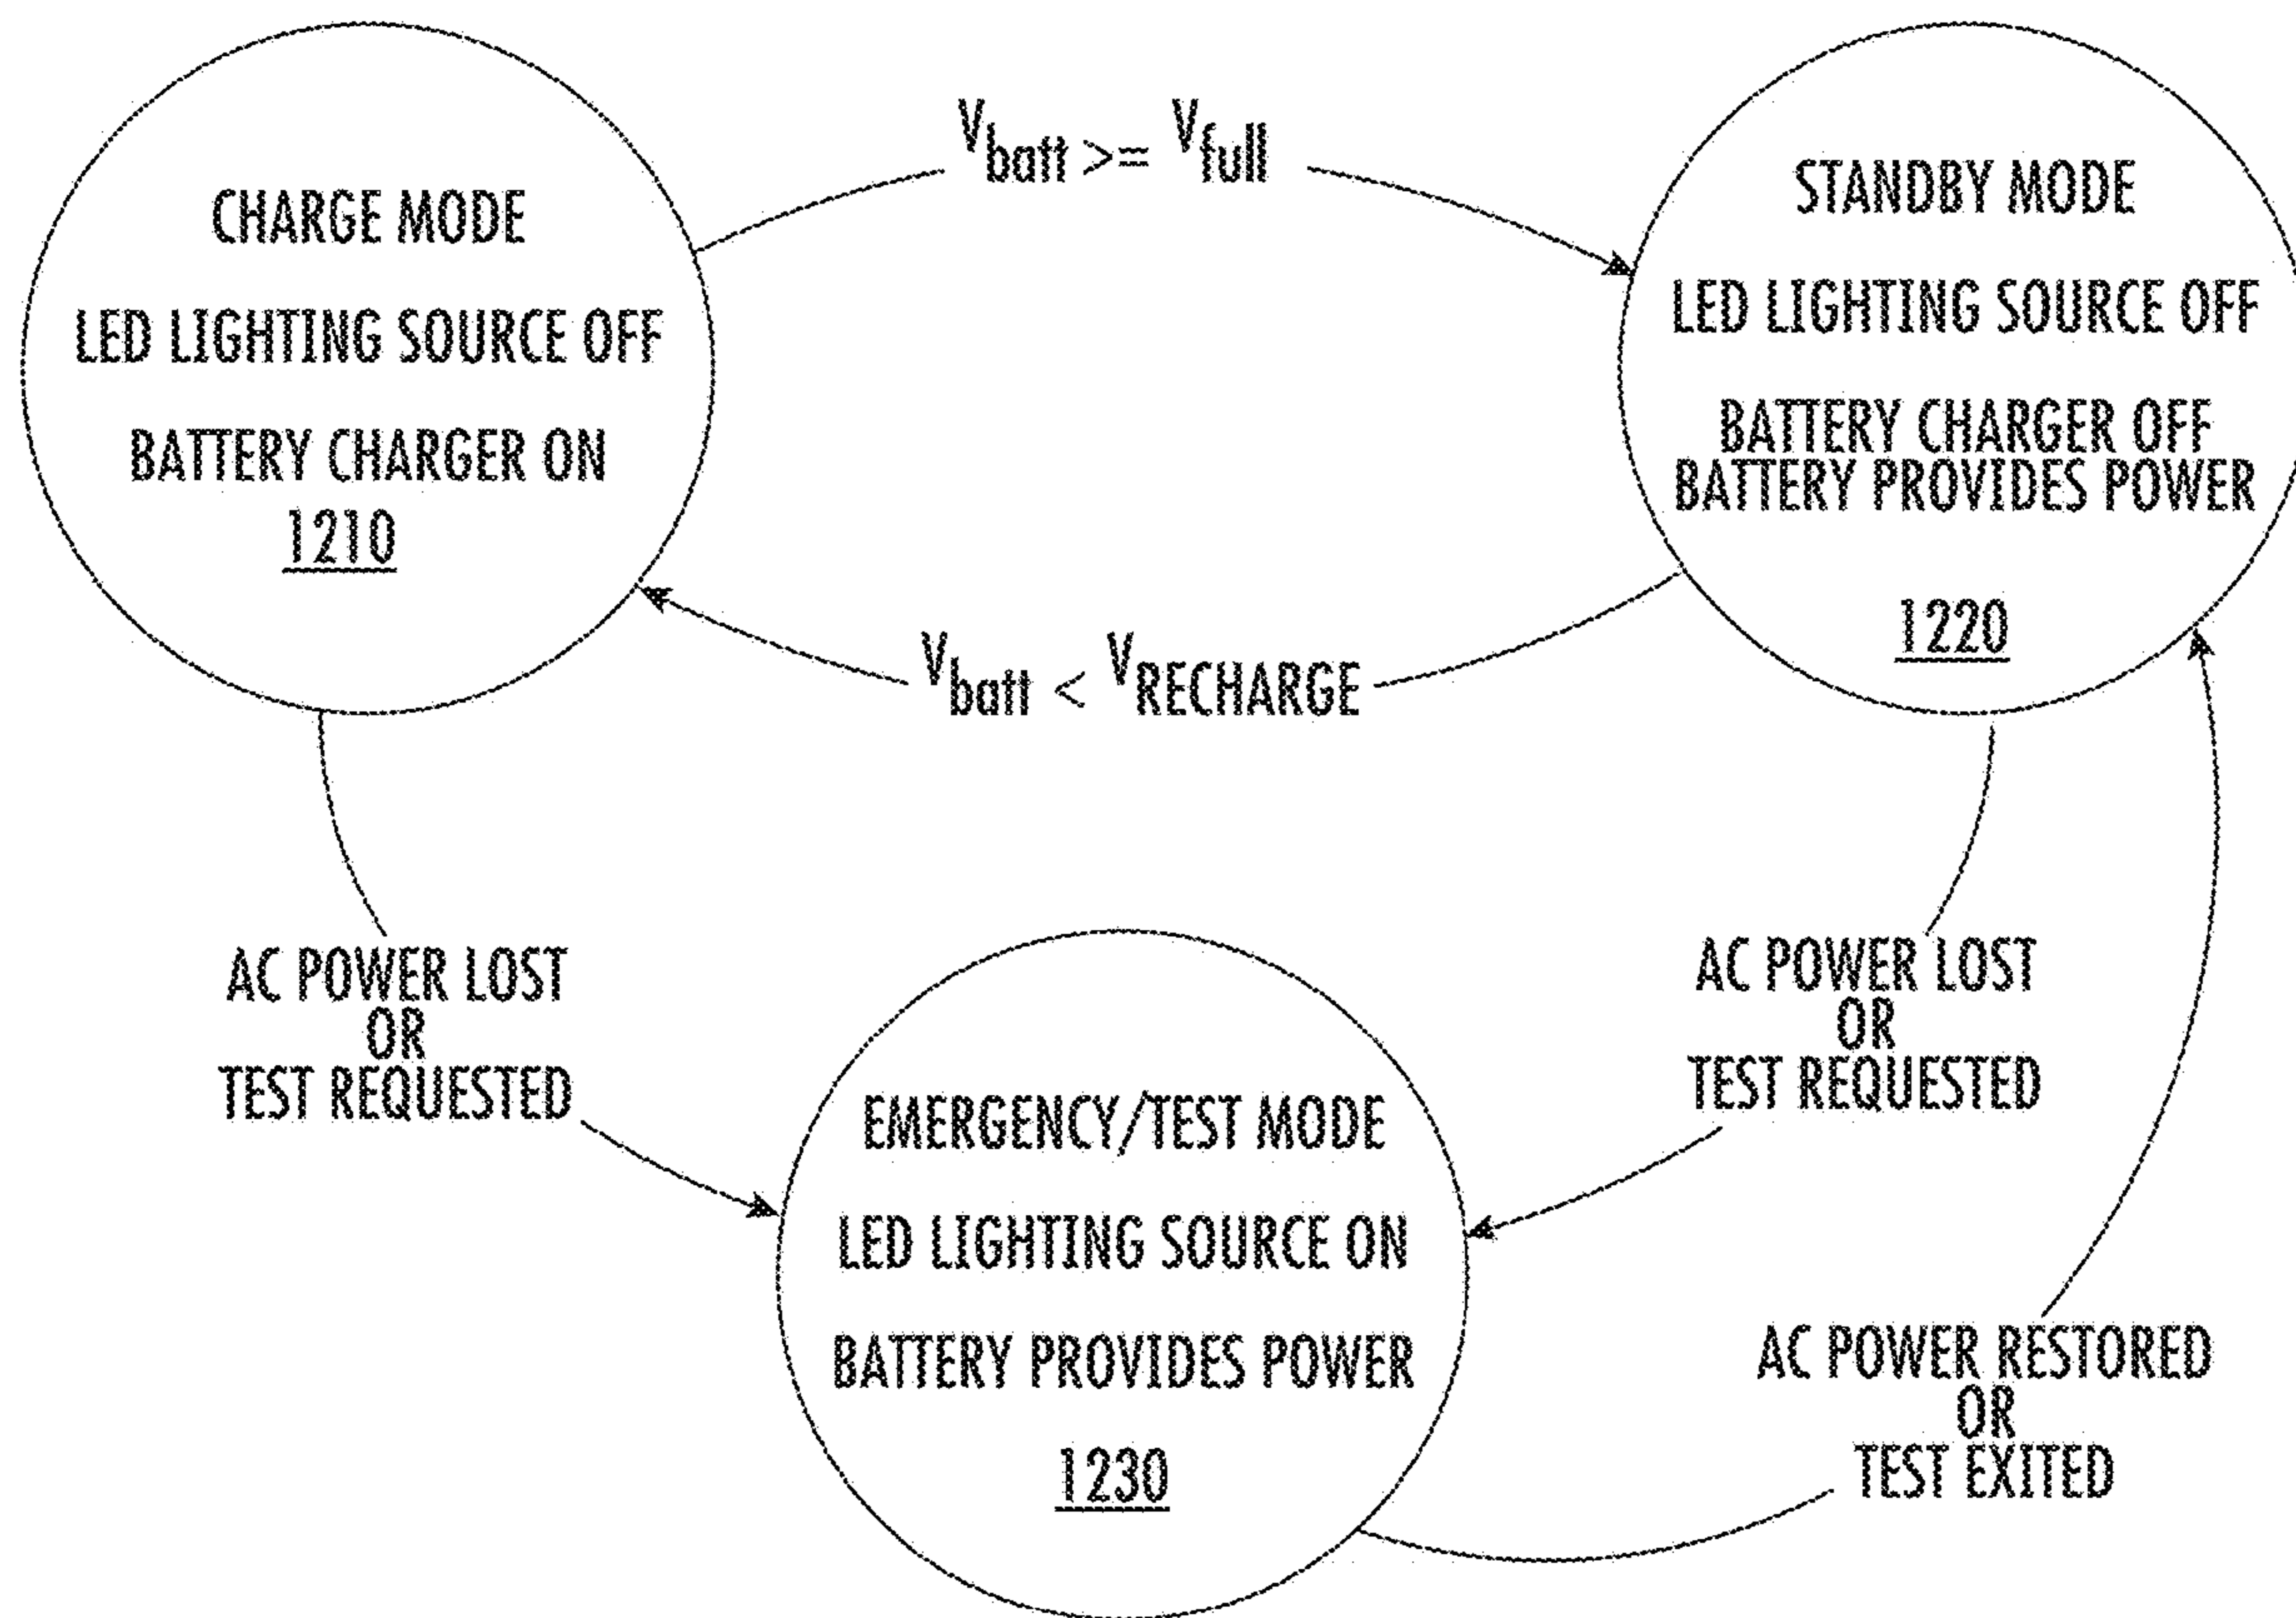 CHARGE MODE
LED LIGHTING SOURCE OFF
BATTERY CHARGER ON
1210
Vbatt >= Vfull
STANDBY MODE
LED LIGHTING SOURCE OFF
BATTERY CHARGER OFF
BATTERY PROVIDES POWER
1220
Vbatt < VRECHARGE
AC POWER LOST
OR
TEST REQUESTED
AC POWER LOST
OR
TEST REQUESTED
EMERGENCY/TEST MODE
LED LIGHTING SOURCE ON
BATTERY PROVIDES POWER
1230
AC POWER RESTORED
OR
TEST EXITED